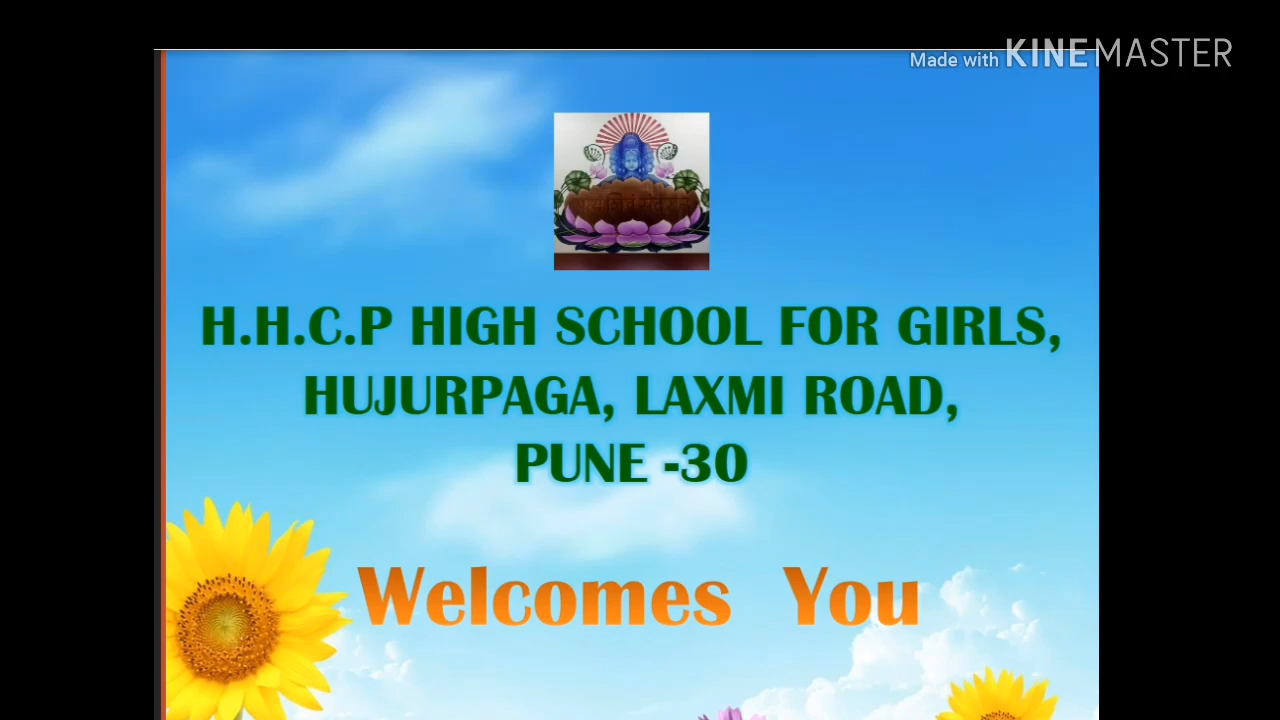 Made with KINEMASTER
H.H.C.P HIGH SCHOOL FOR GIRLS,
HUJURPAGA, LAXMI ROAD,
PUNE -30
Welcomes You